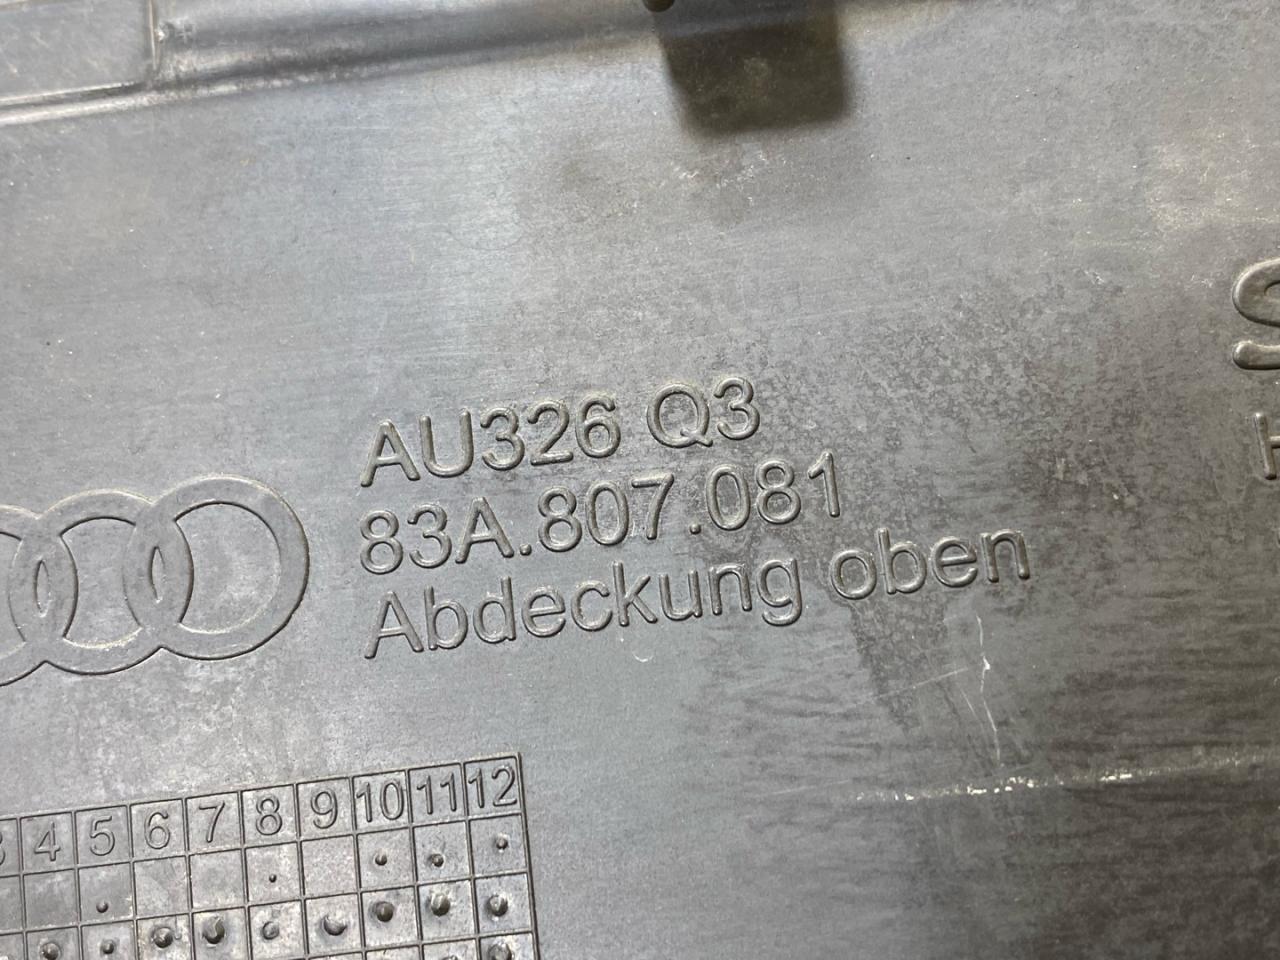 AU326 Q3
83A.807.081
Abdeckung oben
4 5 6 7 8 9 10 11 12